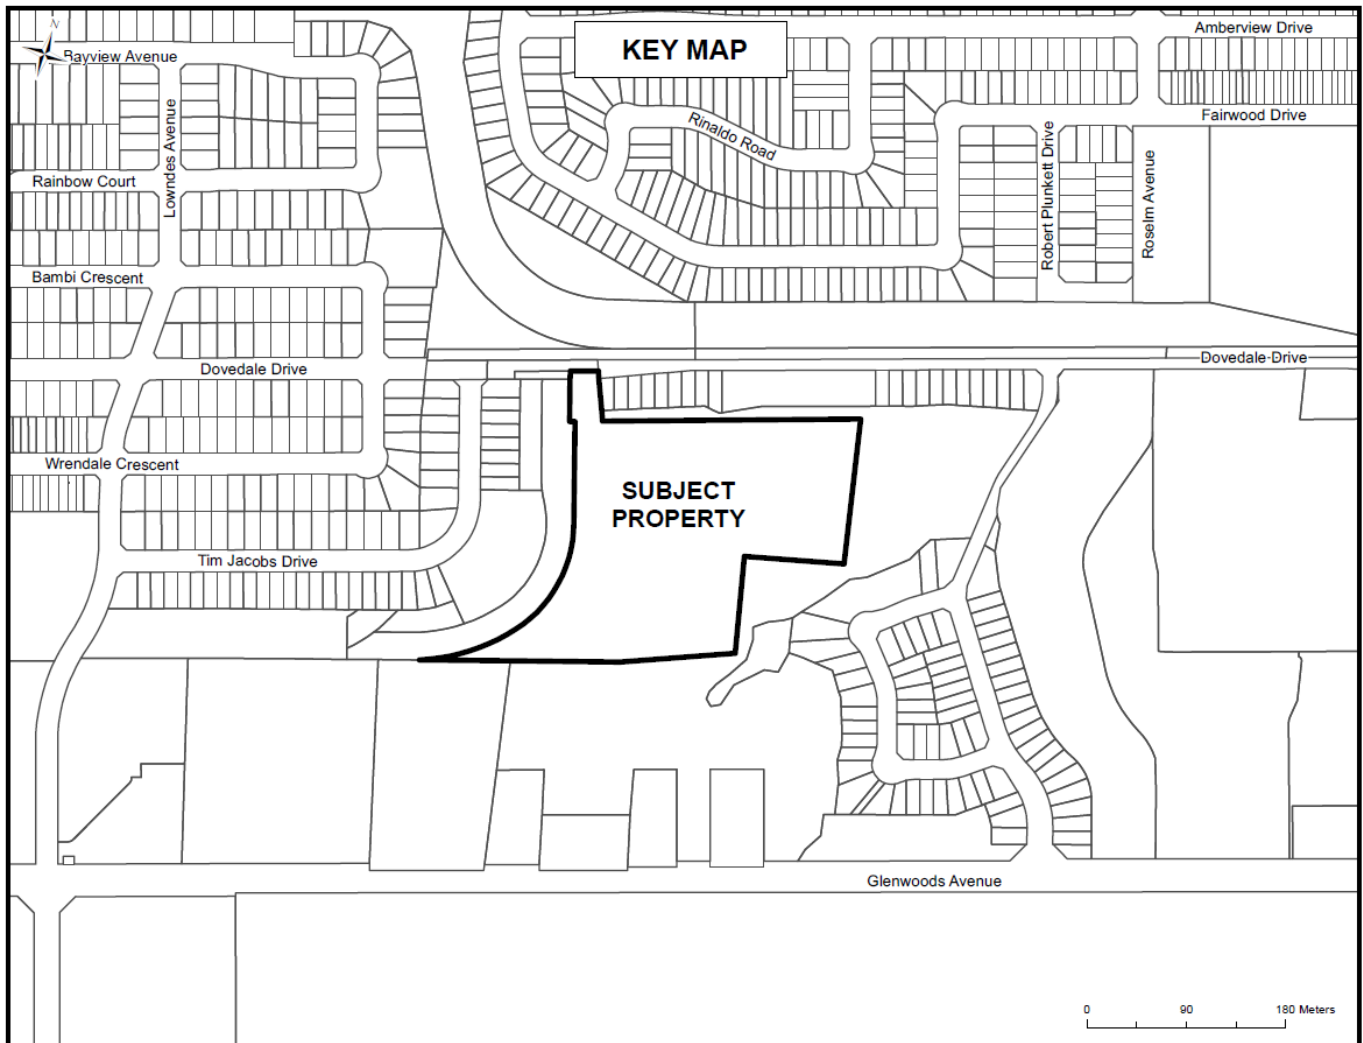 N
KEY MAP
Amberview Drive
Bayview Avenue
Fairwood Drive
Rinaldo Road
Lowndes Avenue
Robert Plunkett Drive
Roselm Avenue
Rainbow Court
Bambi Crescent
Dovedale Drive
Dovedale Drive
Wrendale Crescent
SUBJECT
PROPERTY
Tim Jacobs Drive
Glenwoods Avenue
0 90 180 Meters